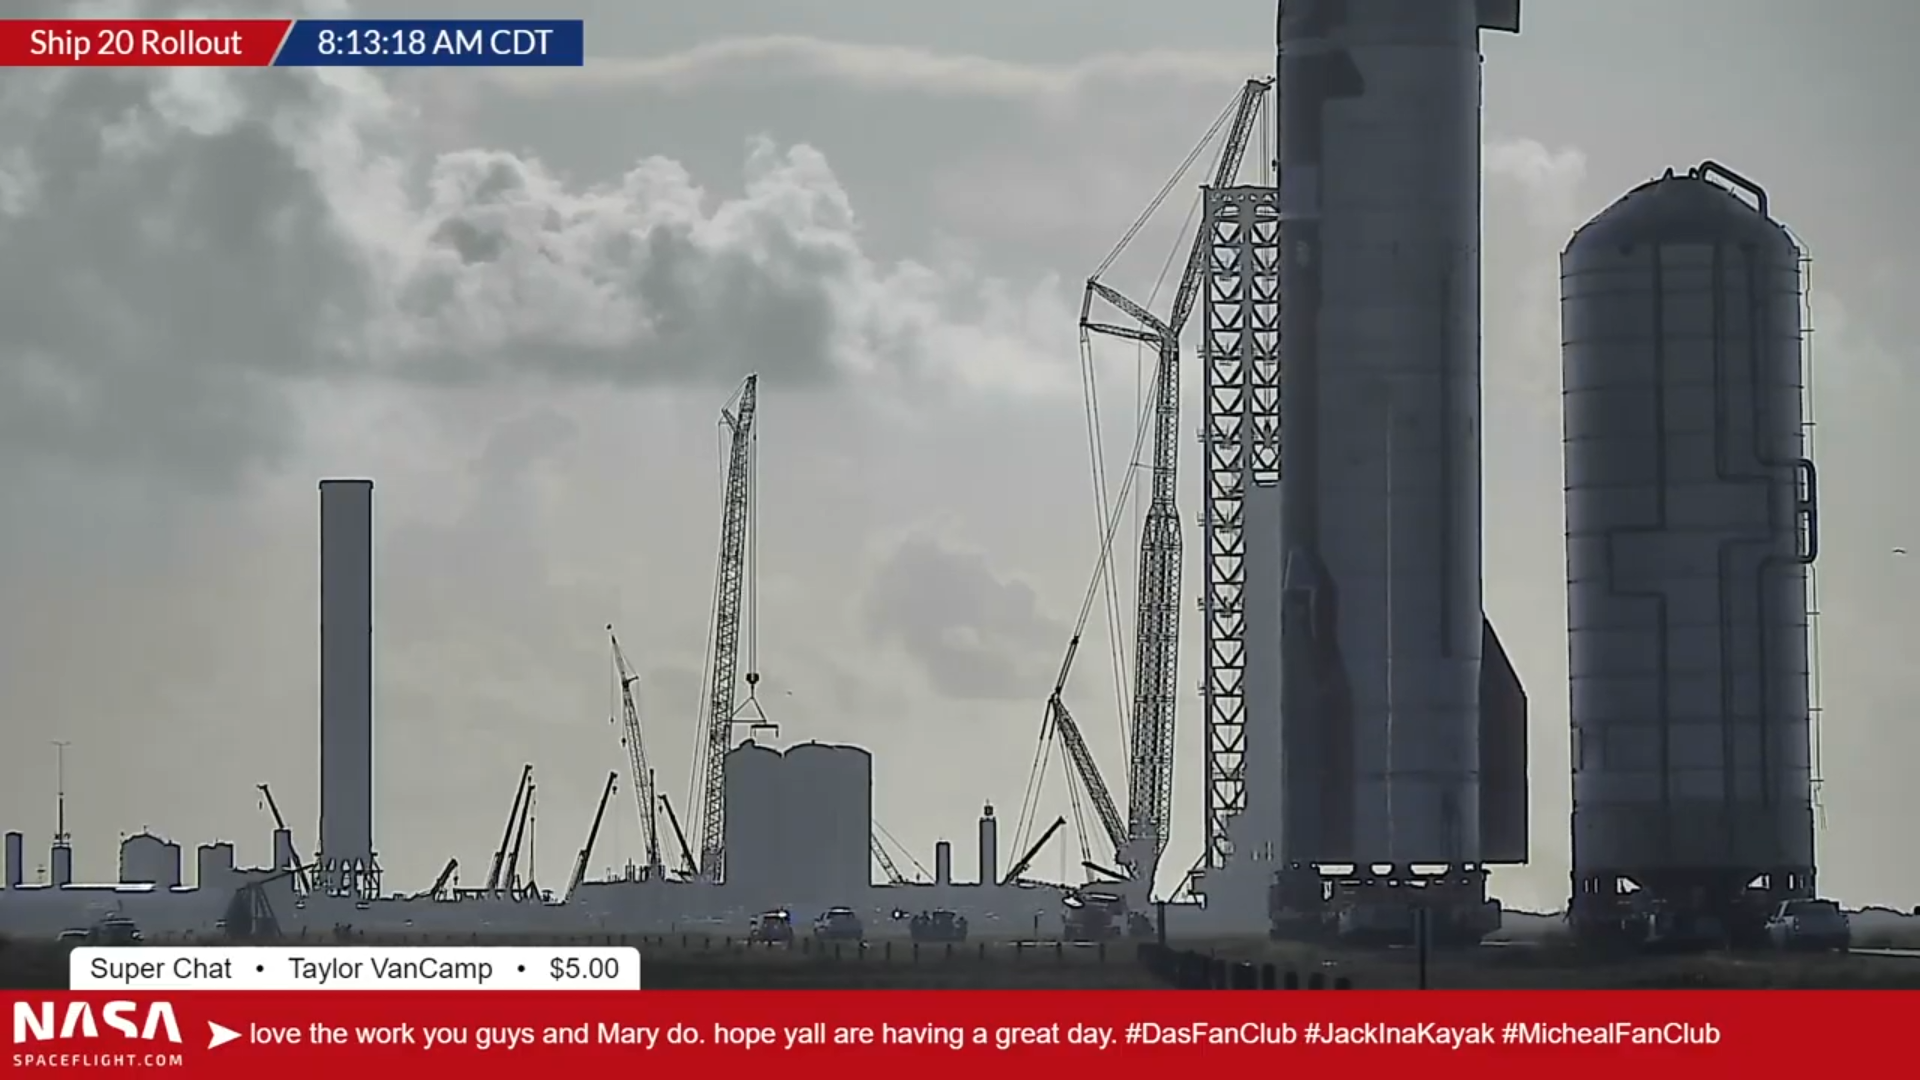 Ship 20 Rollout 8:13:18 AM CDT
Super Chat • Taylor VanCamp • $5.00
NASA
SPACEFLIGHT.COM
love the work you guys and Mary do. hope yall are having a great day. #DasFanClub #JackInaKayak #MichealFanClub